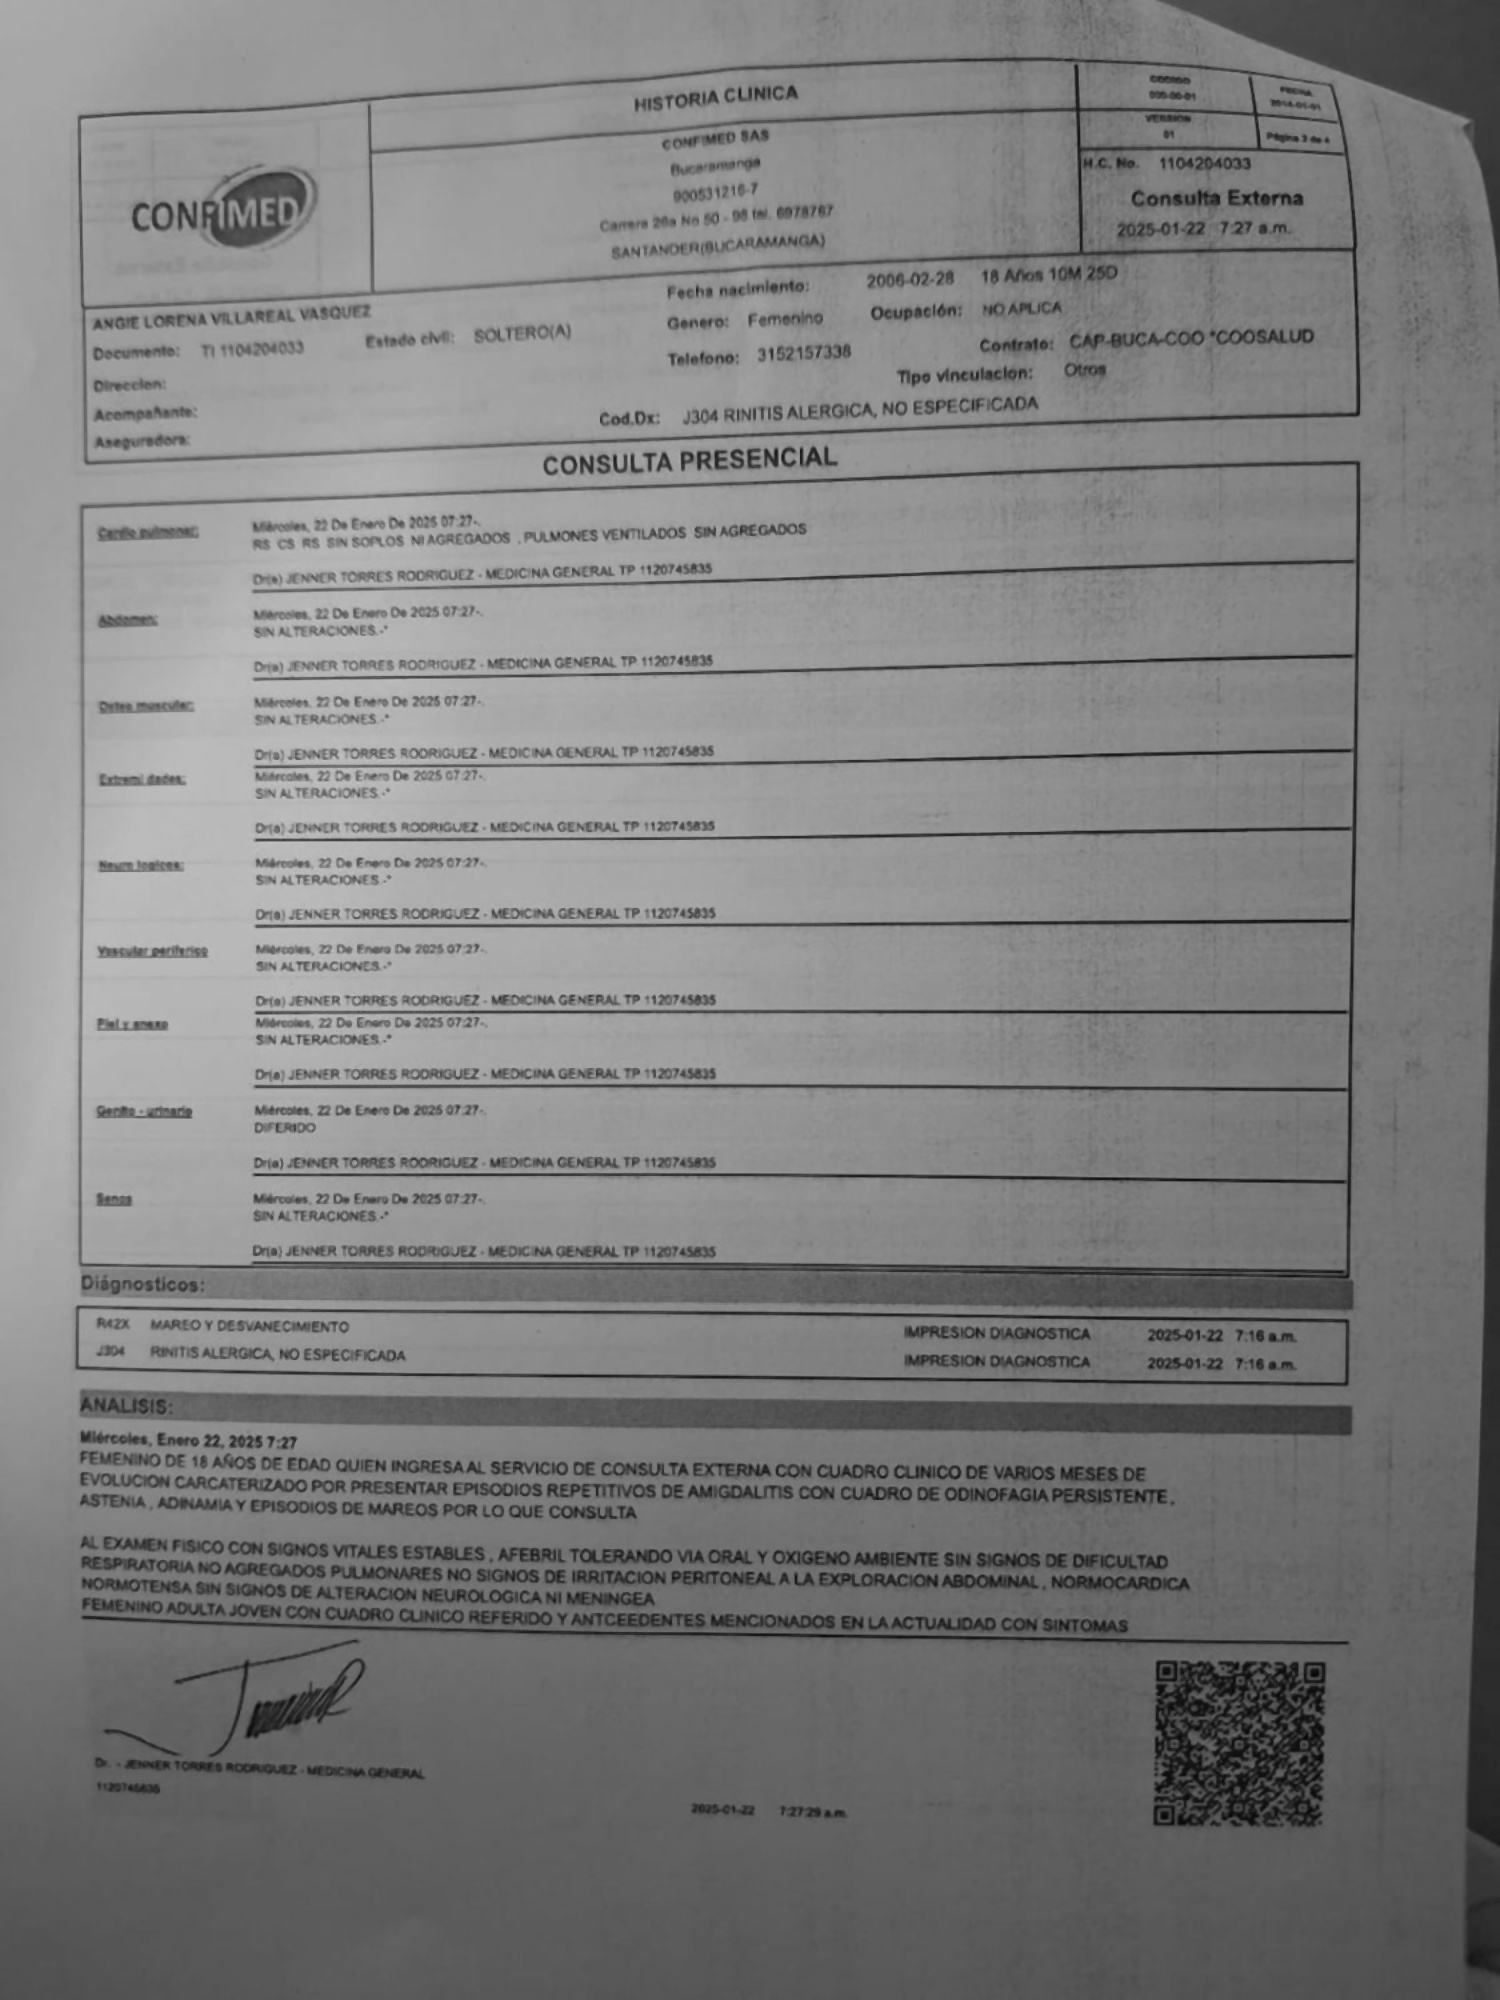 HISTORIA CLINICA
CODIGO
000-00-01
FECHA
2014-01-01
VERSION
01
Página 3 de 4
CONFIMED
CONFIMED SAS
Bucaramanga
900531216-7
Carrera 28a No 50 - 98 tel. 6978767
SANTANDER(BUCARAMANGA)
H.C. No. 1104204033
Consulta Externa
2025-01-22 7:27 a.m.
ANGIE LORENA VILLAREAL VASQUEZ
Fecha nacimiento: 2006-02-28 18 Años 10M 25D
Documento: TI 1104204033 Estado civil: SOLTERO(A) Genero: Femenino Ocupación: NO APLICA
Telefono: 3152157338 Contrato: CAP-BUCA-COO *COOSALUD
Direccion:
Tipo vinculacion: Otros
Acompañante:
Aseguradora:
Cod.Dx: J304 RINITIS ALERGICA, NO ESPECIFICADA
CONSULTA PRESENCIAL
Cardio pulmonar: Miércoles, 22 De Enero De 2025 07:27-.
RS CS RS SIN SOPLOS NI AGREGADOS , PULMONES VENTILADOS SIN AGREGADOS
Dr(a) JENNER TORRES RODRIGUEZ - MEDICINA GENERAL TP 1120745835
Abdomen: Miércoles, 22 De Enero De 2025 07:27-.
SIN ALTERACIONES.-*
Dr(a) JENNER TORRES RODRIGUEZ - MEDICINA GENERAL TP 1120745835
Osteo muscular: Miércoles, 22 De Enero De 2025 07:27-.
SIN ALTERACIONES.-*
Dr(a) JENNER TORRES RODRIGUEZ - MEDICINA GENERAL TP 1120745835
Extremi dades: Miércoles, 22 De Enero De 2025 07:27-.
SIN ALTERACIONES.-*
Dr(a) JENNER TORRES RODRIGUEZ - MEDICINA GENERAL TP 1120745835
Neuro logicos: Miércoles, 22 De Enero De 2025 07:27-.
SIN ALTERACIONES.-*
Dr(a) JENNER TORRES RODRIGUEZ - MEDICINA GENERAL TP 1120745835
Vascular periferico Miércoles, 22 De Enero De 2025 07:27-.
SIN ALTERACIONES.-*
Dr(a) JENNER TORRES RODRIGUEZ - MEDICINA GENERAL TP 1120745835
Piel y anexo Miércoles, 22 De Enero De 2025 07:27-.
SIN ALTERACIONES.-*
Dr(a) JENNER TORRES RODRIGUEZ - MEDICINA GENERAL TP 1120745835
Genito - urinario Miércoles, 22 De Enero De 2025 07:27-.
DIFERIDO
Dr(a) JENNER TORRES RODRIGUEZ - MEDICINA GENERAL TP 1120745835
Senos Miércoles, 22 De Enero De 2025 07:27-.
SIN ALTERACIONES.-*
Dr(a) JENNER TORRES RODRIGUEZ - MEDICINA GENERAL TP 1120745835
Diágnosticos:
R42X MAREO Y DESVANECIMIENTO IMPRESION DIAGNOSTICA 2025-01-22 7:16 a.m.
J304 RINITIS ALERGICA, NO ESPECIFICADA IMPRESION DIAGNOSTICA 2025-01-22 7:16 a.m.
ANALISIS:
Miércoles, Enero 22, 2025 7:27
FEMENINO DE 18 AÑOS DE EDAD QUIEN INGRESA AL SERVICIO DE CONSULTA EXTERNA CON CUADRO CLINICO DE VARIOS MESES DE
EVOLUCION CARCATERIZADO POR PRESENTAR EPISODIOS REPETITIVOS DE AMIGDALITIS CON CUADRO DE ODINOFAGIA PERSISTENTE ,
ASTENIA , ADINAMIA Y EPISODIOS DE MAREOS POR LO QUE CONSULTA
AL EXAMEN FISICO CON SIGNOS VITALES ESTABLES , AFEBRIL TOLERANDO VIA ORAL Y OXIGENO AMBIENTE SIN SIGNOS DE DIFICULTAD
RESPIRATORIA NO AGREGADOS PULMONARES NO SIGNOS DE IRRITACION PERITONEAL A LA EXPLORACION ABDOMINAL , NORMOCARDICA
NORMOTENSA SIN SIGNOS DE ALTERACION NEUROLOGICA NI MENINGEA
FEMENINO ADULTA JOVEN CON CUADRO CLINICO REFERIDO Y ANTCEEDENTES MENCIONADOS EN LA ACTUALIDAD CON SINTOMAS
Dr. - JENNER TORRES RODRIGUEZ - MEDICINA GENERAL
1120745835
2025-01-22 7:27:29 a.m.